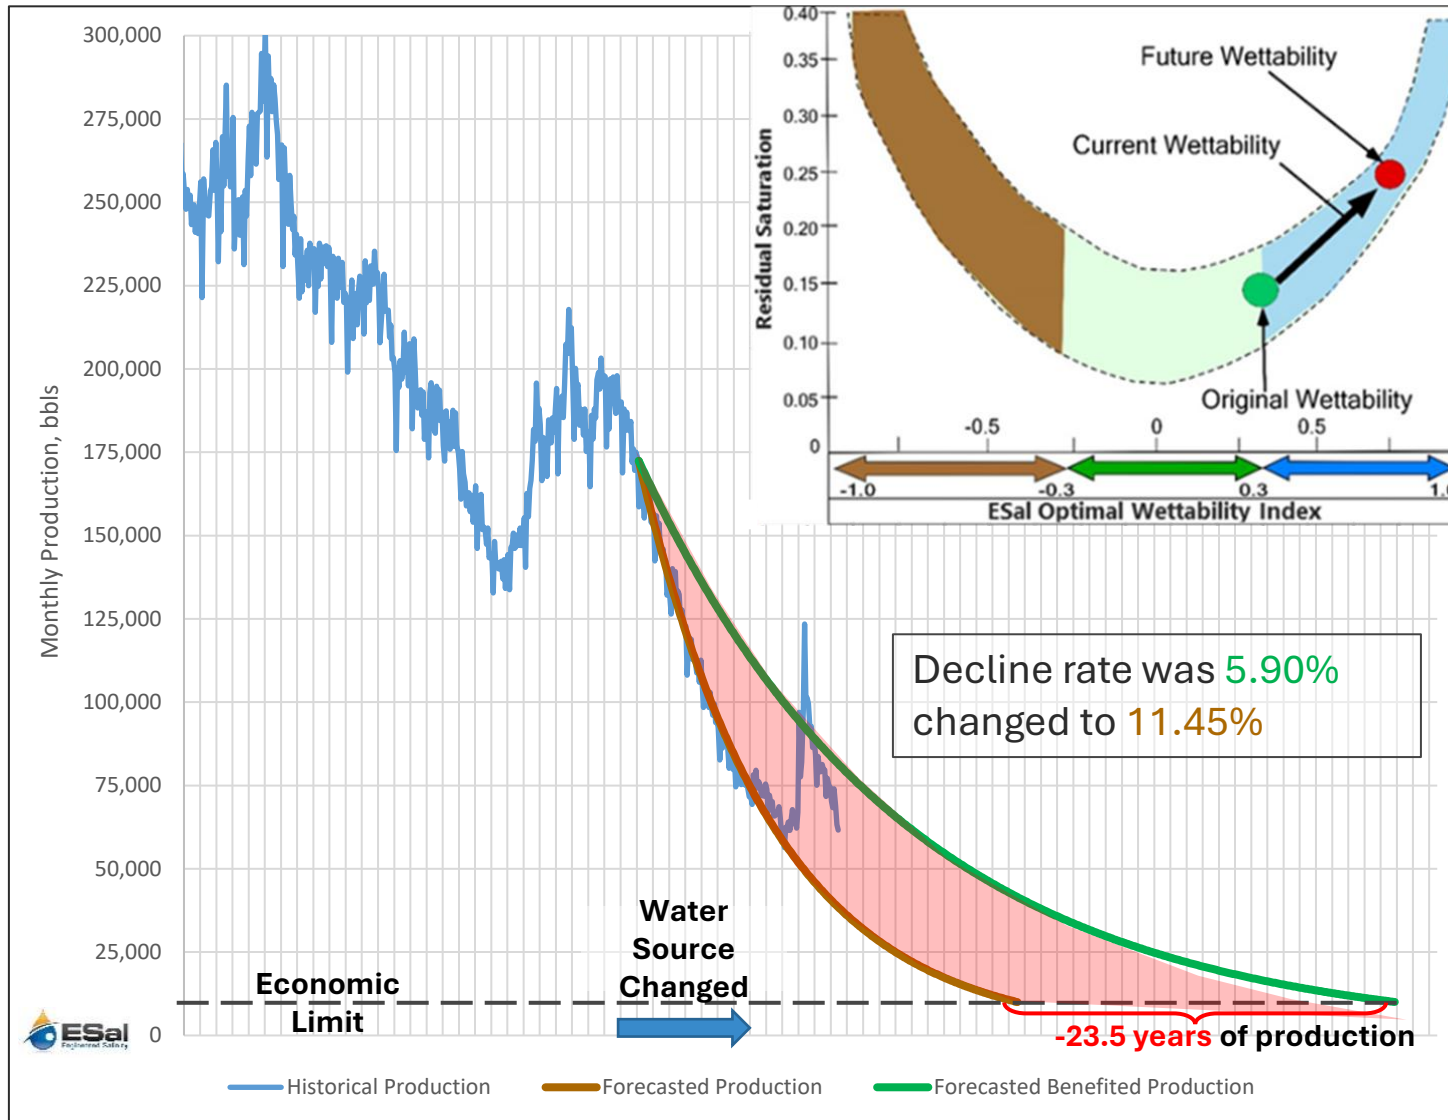 300,000
275,000
250,000
225,000
200,000
175,000
150,000
125,000
100,000
75,000
50,000
25,000
0
Monthly Production, bbls
0.40
0.35
0.30
0.25
0.20
0.15
0.10
0.05
0
Residual Saturation
Future Wettability
Current Wettability
Original Wettability
-0.5
0
0.5
-1.0
-0.3
0.3
1.0
ESal Optimal Wettability Index
Decline rate was 5.90%
changed to 11.45%
Water
Source
Changed
Economic
Limit
-23.5 years of production
ESal
Engineered Salinity
Historical Production
Forecasted Production
Forecasted Benefited Production